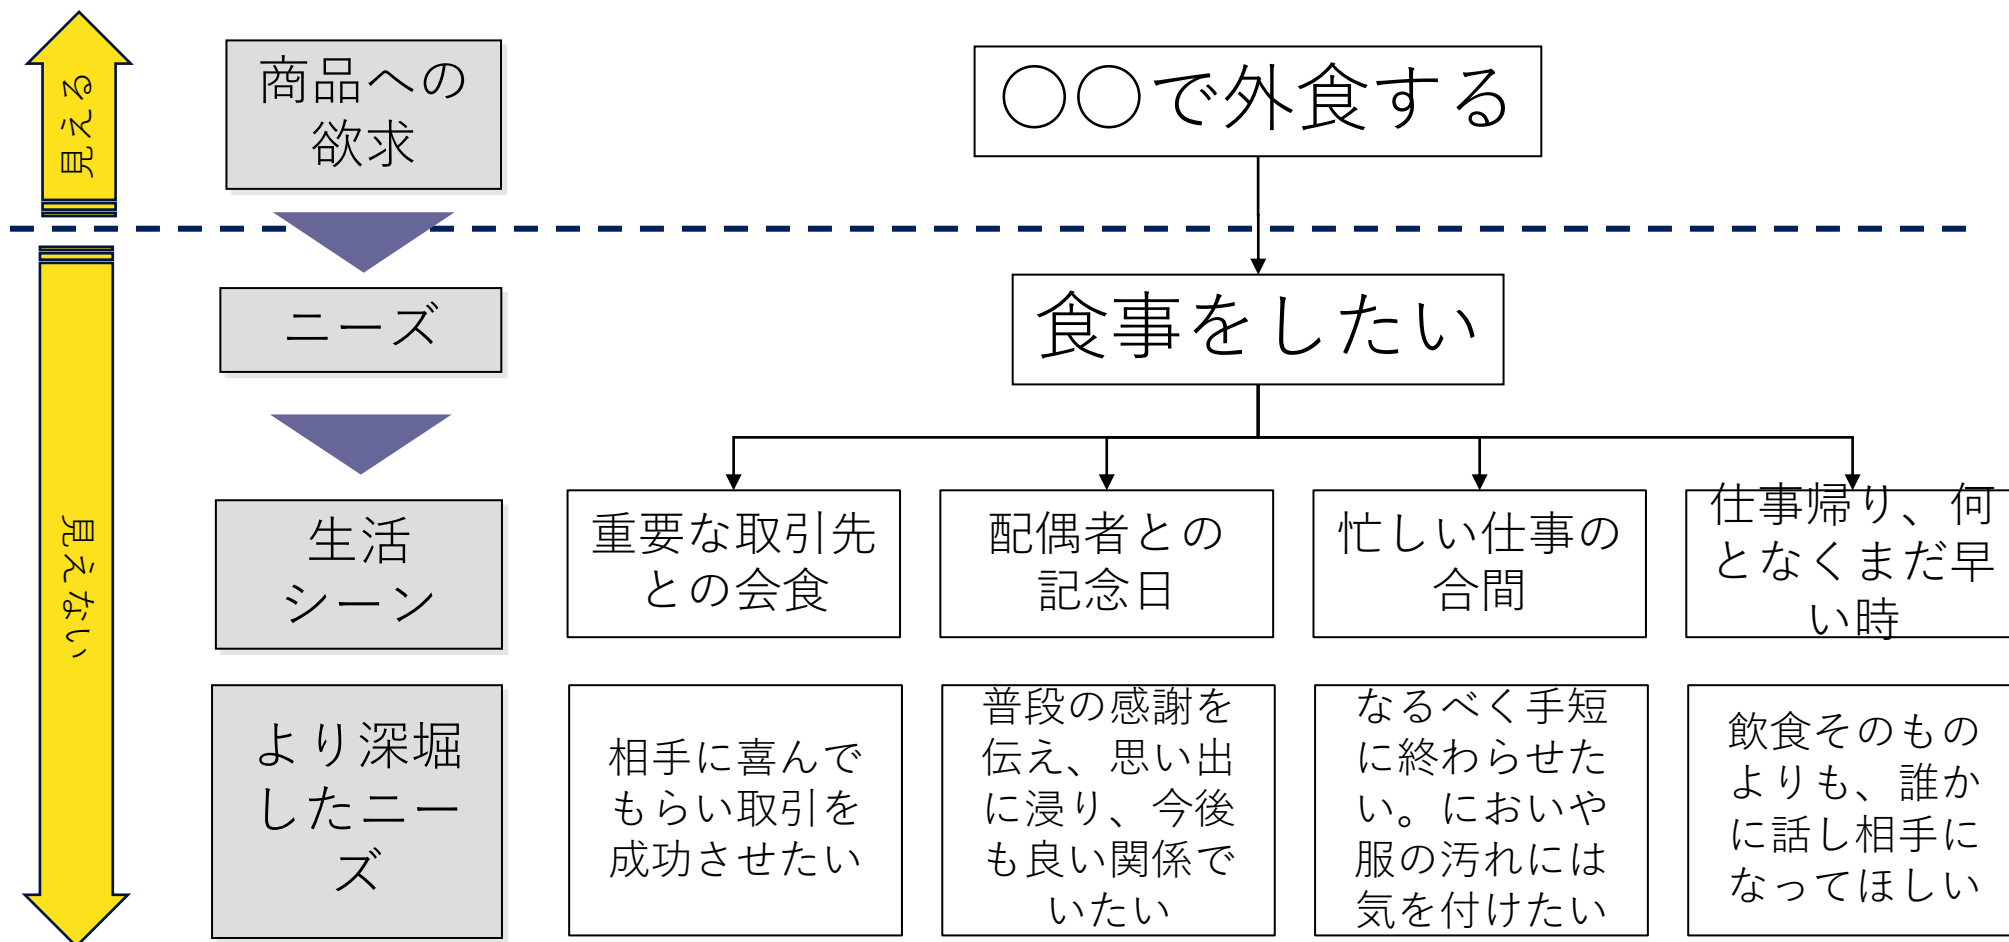 見える
商品への
欲求
○○で外食する
見えない
ニーズ
食事をしたい
生活
シーン
重要な取引先
との会食
配偶者との
記念日
忙しい仕事の
合間
仕事帰り、何
となくまだ早
い時
より深堀
したニー
ズ
相手に喜んで
もらい取引を
成功させたい
普段の感謝を
伝え、思い出
に浸り、今後
も良い関係で
いたい
なるべく手短
に終わらせた
い。においや
服の汚れには
気を付けたい
飲食そのもの
よりも、誰か
に話し相手に
なってほしい